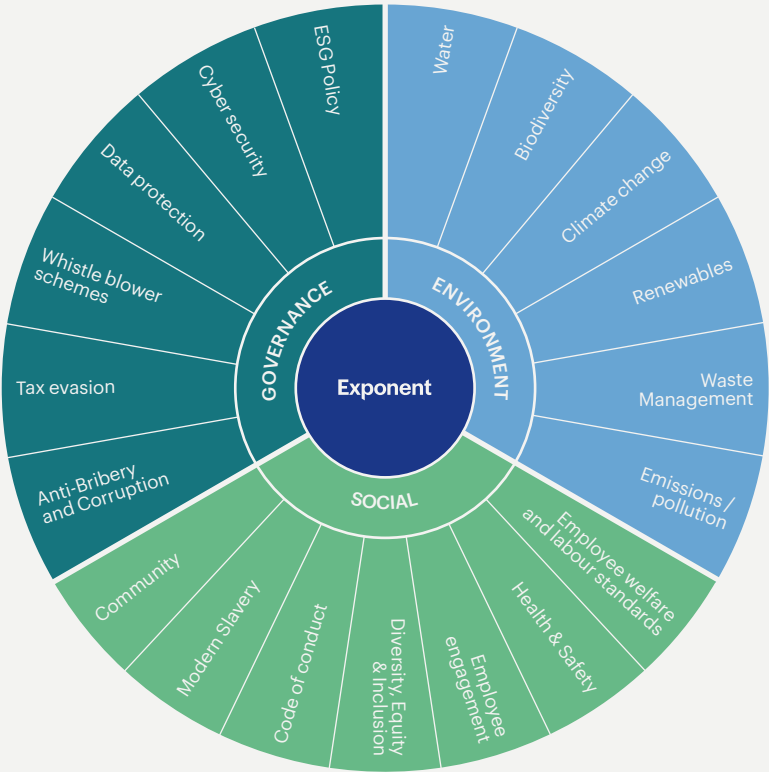 Exponent
ENVIRONMENT
Water
Biodiversity
Climate change
Renewables
Waste
Management
Emissions /
pollution
SOCIAL
Employee welfare
and labour standards
Health & Safety
Employee
engagement
Diversity, Equity
& Inclusion
Code of conduct
Modern Slavery
Community
GOVERNANCE
Anti-Bribery
and Corruption
Tax evasion
Whistle blower
schemes
Data protection
Cyber security
ESG Policy